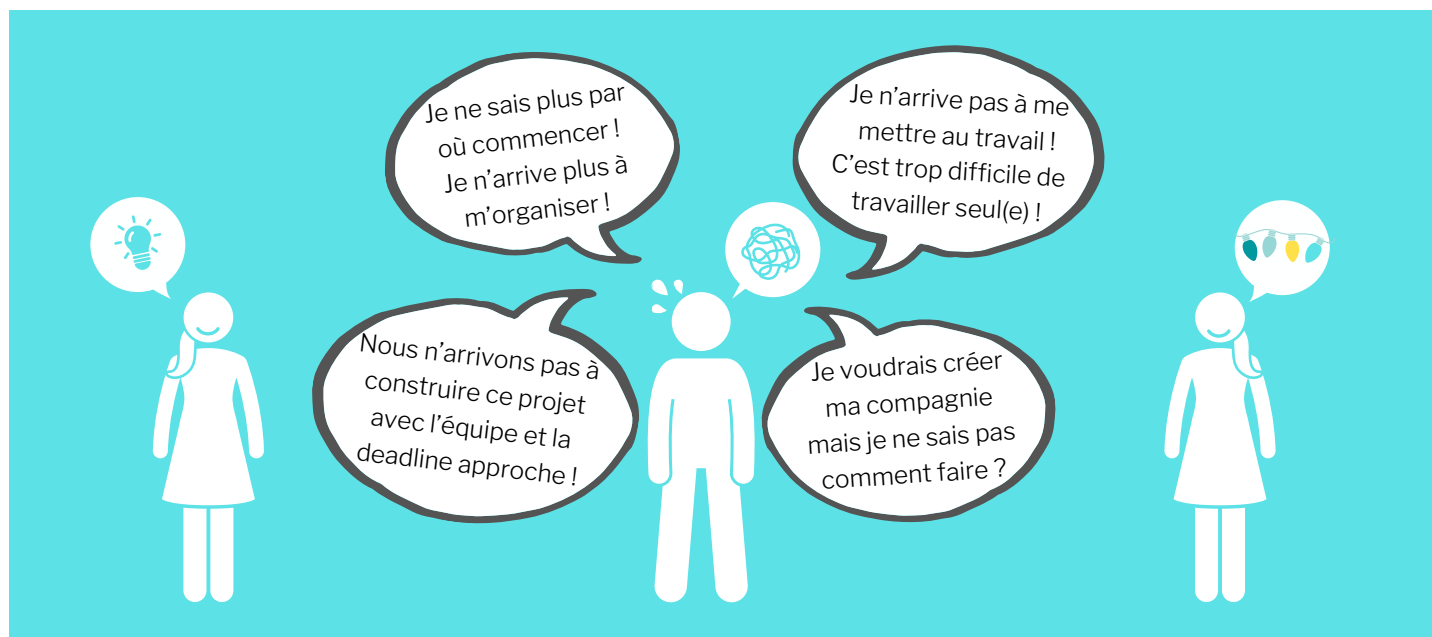 Je ne sais plus par
où commencer !
Je n'arrive plus à
m'organiser !
Je n'arrive pas à me
mettre au travail !
C'est trop difficile de
travailler seul(e) !
Nous n'arrivons pas à
construire ce projet
avec l'équipe et la
deadline approche !
Je voudrais créer
ma compagnie
mais je ne sais pas
comment faire ?